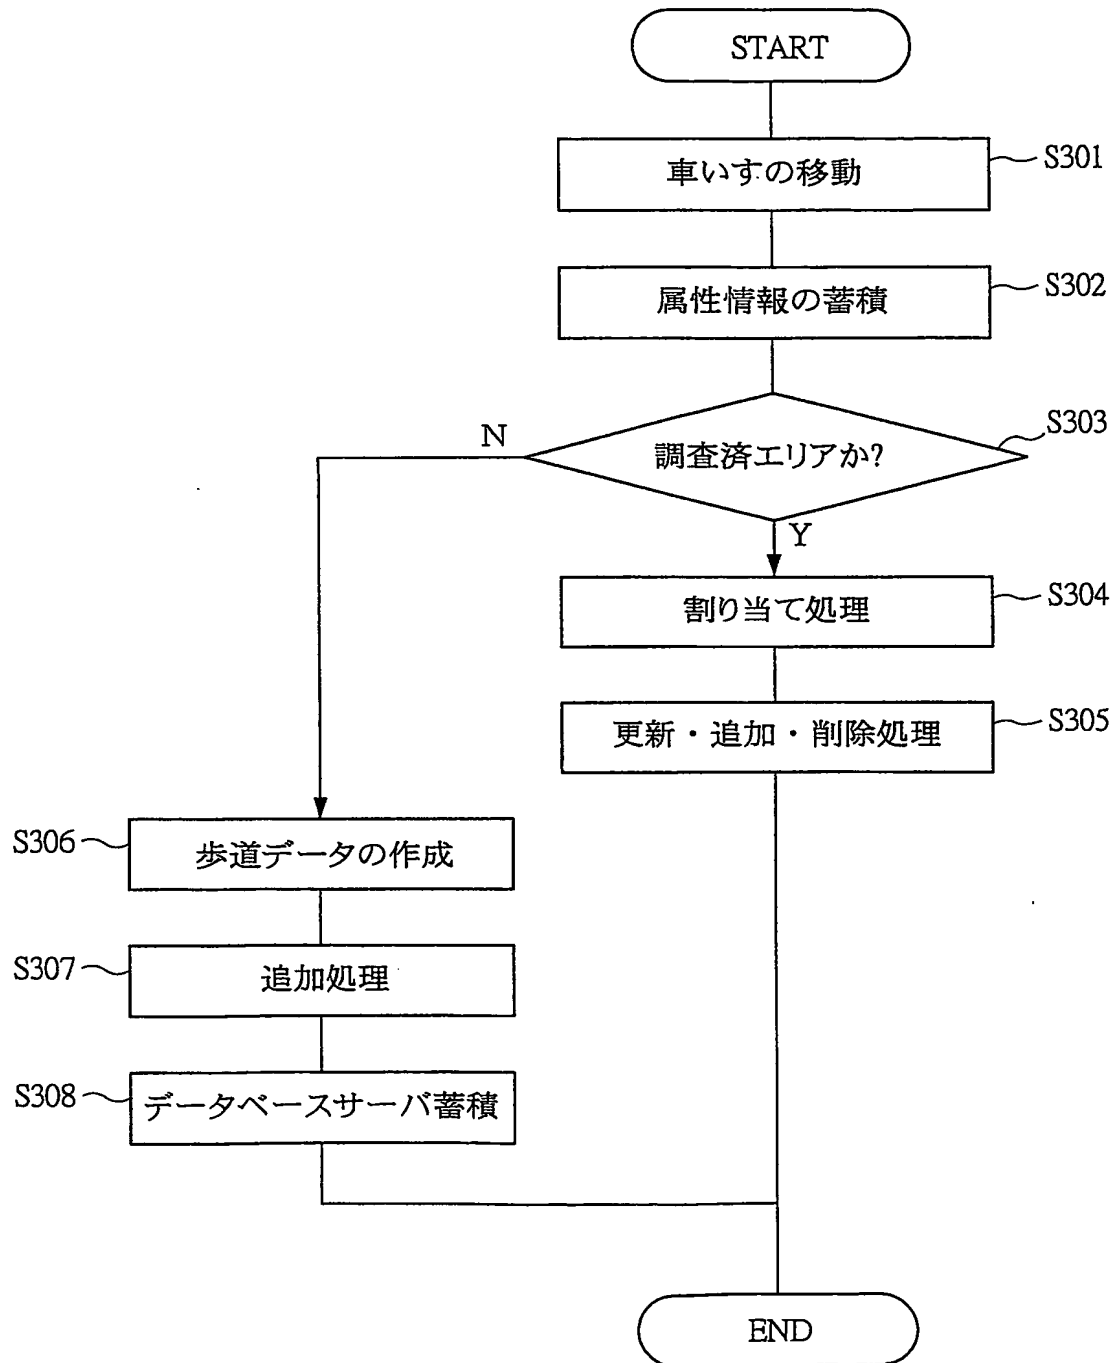 START
車いすの移動
S301
属性情報の蓄積
S302
調査済エリアか?
S303
N
Y
割り当て処理
S304
更新・追加・削除処理
S305
S306
歩道データの作成
S307
追加処理
S308
データベースサーバ蓄積
END